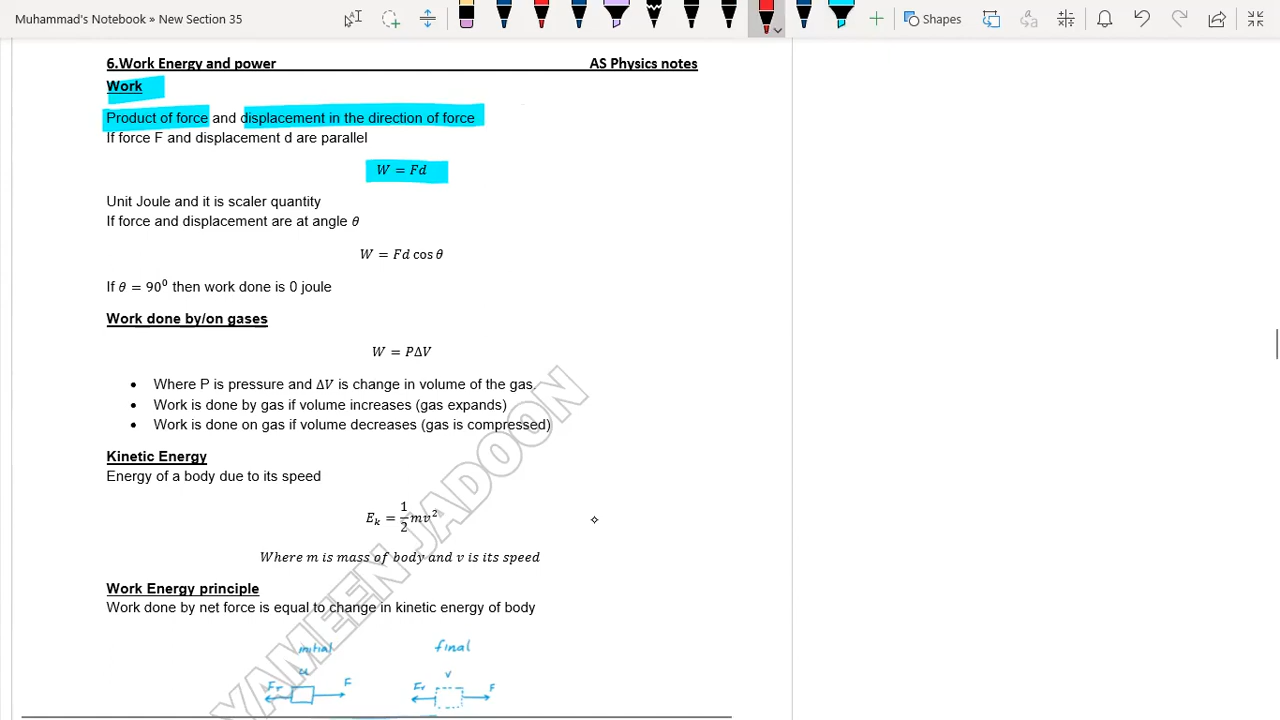 Muhammad's Notebook » New Section 35
Shapes
6.Work Energy and power AS Physics notes
Work
Product of force and displacement in the direction of force
If force F and displacement d are parallel
W = Fd
Unit Joule and it is scaler quantity
If force and displacement are at angle θ
W = Fd cos θ
If θ = 90⁰ then work done is 0 joule
Work done by/on gases
W = PΔV
• Where P is pressure and ΔV is change in volume of the gas.
• Work is done by gas if volume increases (gas expands)
• Work is done on gas if volume decreases (gas is compressed)
Kinetic Energy
Energy of a body due to its speed
Eₖ = 1/2 mv²
Where m is mass of body and v is its speed
Work Energy principle
Work done by net force is equal to change in kinetic energy of body
initial final
u v
Fr F Fr F
YAMEEN JADOON